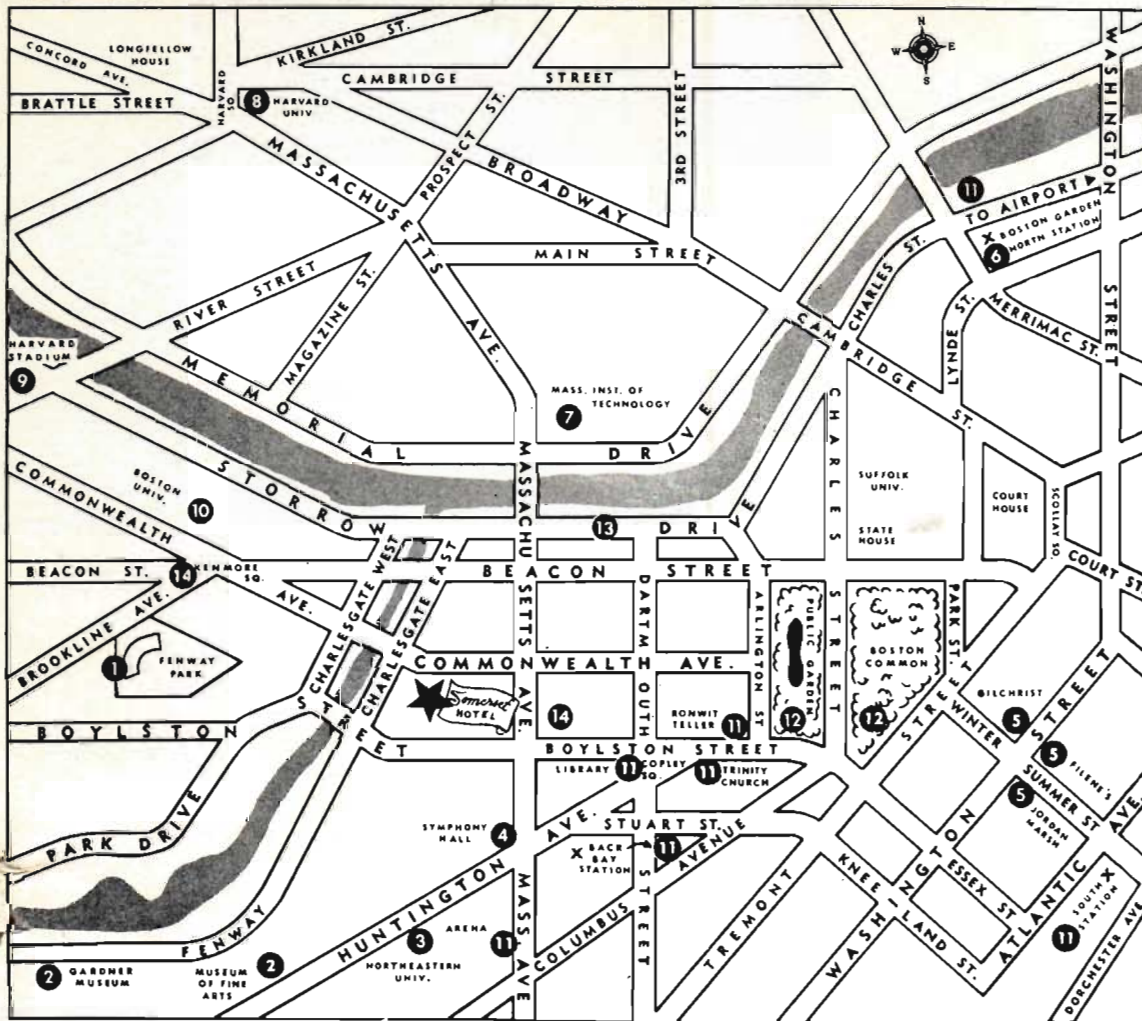 CONCORD AVE.
LONGFELLOW
HOUSE
KIRKLAND ST.
N
W E
S
WASHINGTON
STREET
BRATTLE STREET
HARVARD
SQ
8
HARVARD
UNIV
CAMBRIDGE STREET
PROSPECT ST.
3RD STREET
MASSACHUSETTS AVE.
BROADWAY
MAIN STREET
RIVER STREET
MAGAZINE ST.
11
TO AIRPORT
X BOSTON GARDEN
NORTH STATION
6
CHARLES ST.
LYNDE ST.
MERRIMAC ST.
CAMBRIDGE ST.
HARVARD
STADIUM
9
MEMORIAL DRIVE
MASS. INST. OF
TECHNOLOGY
7
STORROW DRIVE
13
MASSACHUSETTS AVE.
CHARLES STREET
SUFFOLK
UNIV.
STATE
HOUSE
COURT
HOUSE
SCOLLAY SQ.
COURT ST.
COMMONWEALTH AVE.
BOSTON
UNIV.
10
BEACON ST.
14
KENMORE
SQ.
BROOKLINE AVE.
CHARLESGATE WEST
CHARLESGATE EAST
BEACON STREET
DARTMOUTH
STREET
ARLINGTON ST
PUBLIC GARDEN
12
BOSTON
COMMON
12
PARK ST.
1
FENWAY
PARK
COMMONWEALTH AVE.
Somerset
HOTEL
14
BONWIT
TELLER
11
GILCHRIST
5
WINTER STREET
5
FILENE'S
SUMMER ST
5
JORDAN
MARSH
BOYLSTON STREET
BOYLSTON STREET
LIBRARY
11
COPLEY
SQ.
11
TRINITY
CHURCH
PARK DRIVE
SYMPHONY
HALL
4
HUNTINGTON AVE.
STUART ST.
X BACK
BAY
STATION
11
COLUMBUS AVENUE
TREMONT STREET
WASHINGTON STREET
KNEELAND ST.
ESSEX ST
ATLANTIC AVE
SOUTH X
STATION
11
DORCHESTER AVE
FENWAY
2
GARDNER
MUSEUM
MUSEUM
OF FINE
ARTS
2
3
NORTHEASTERN
UNIV.
ARENA
11
MASS AVE